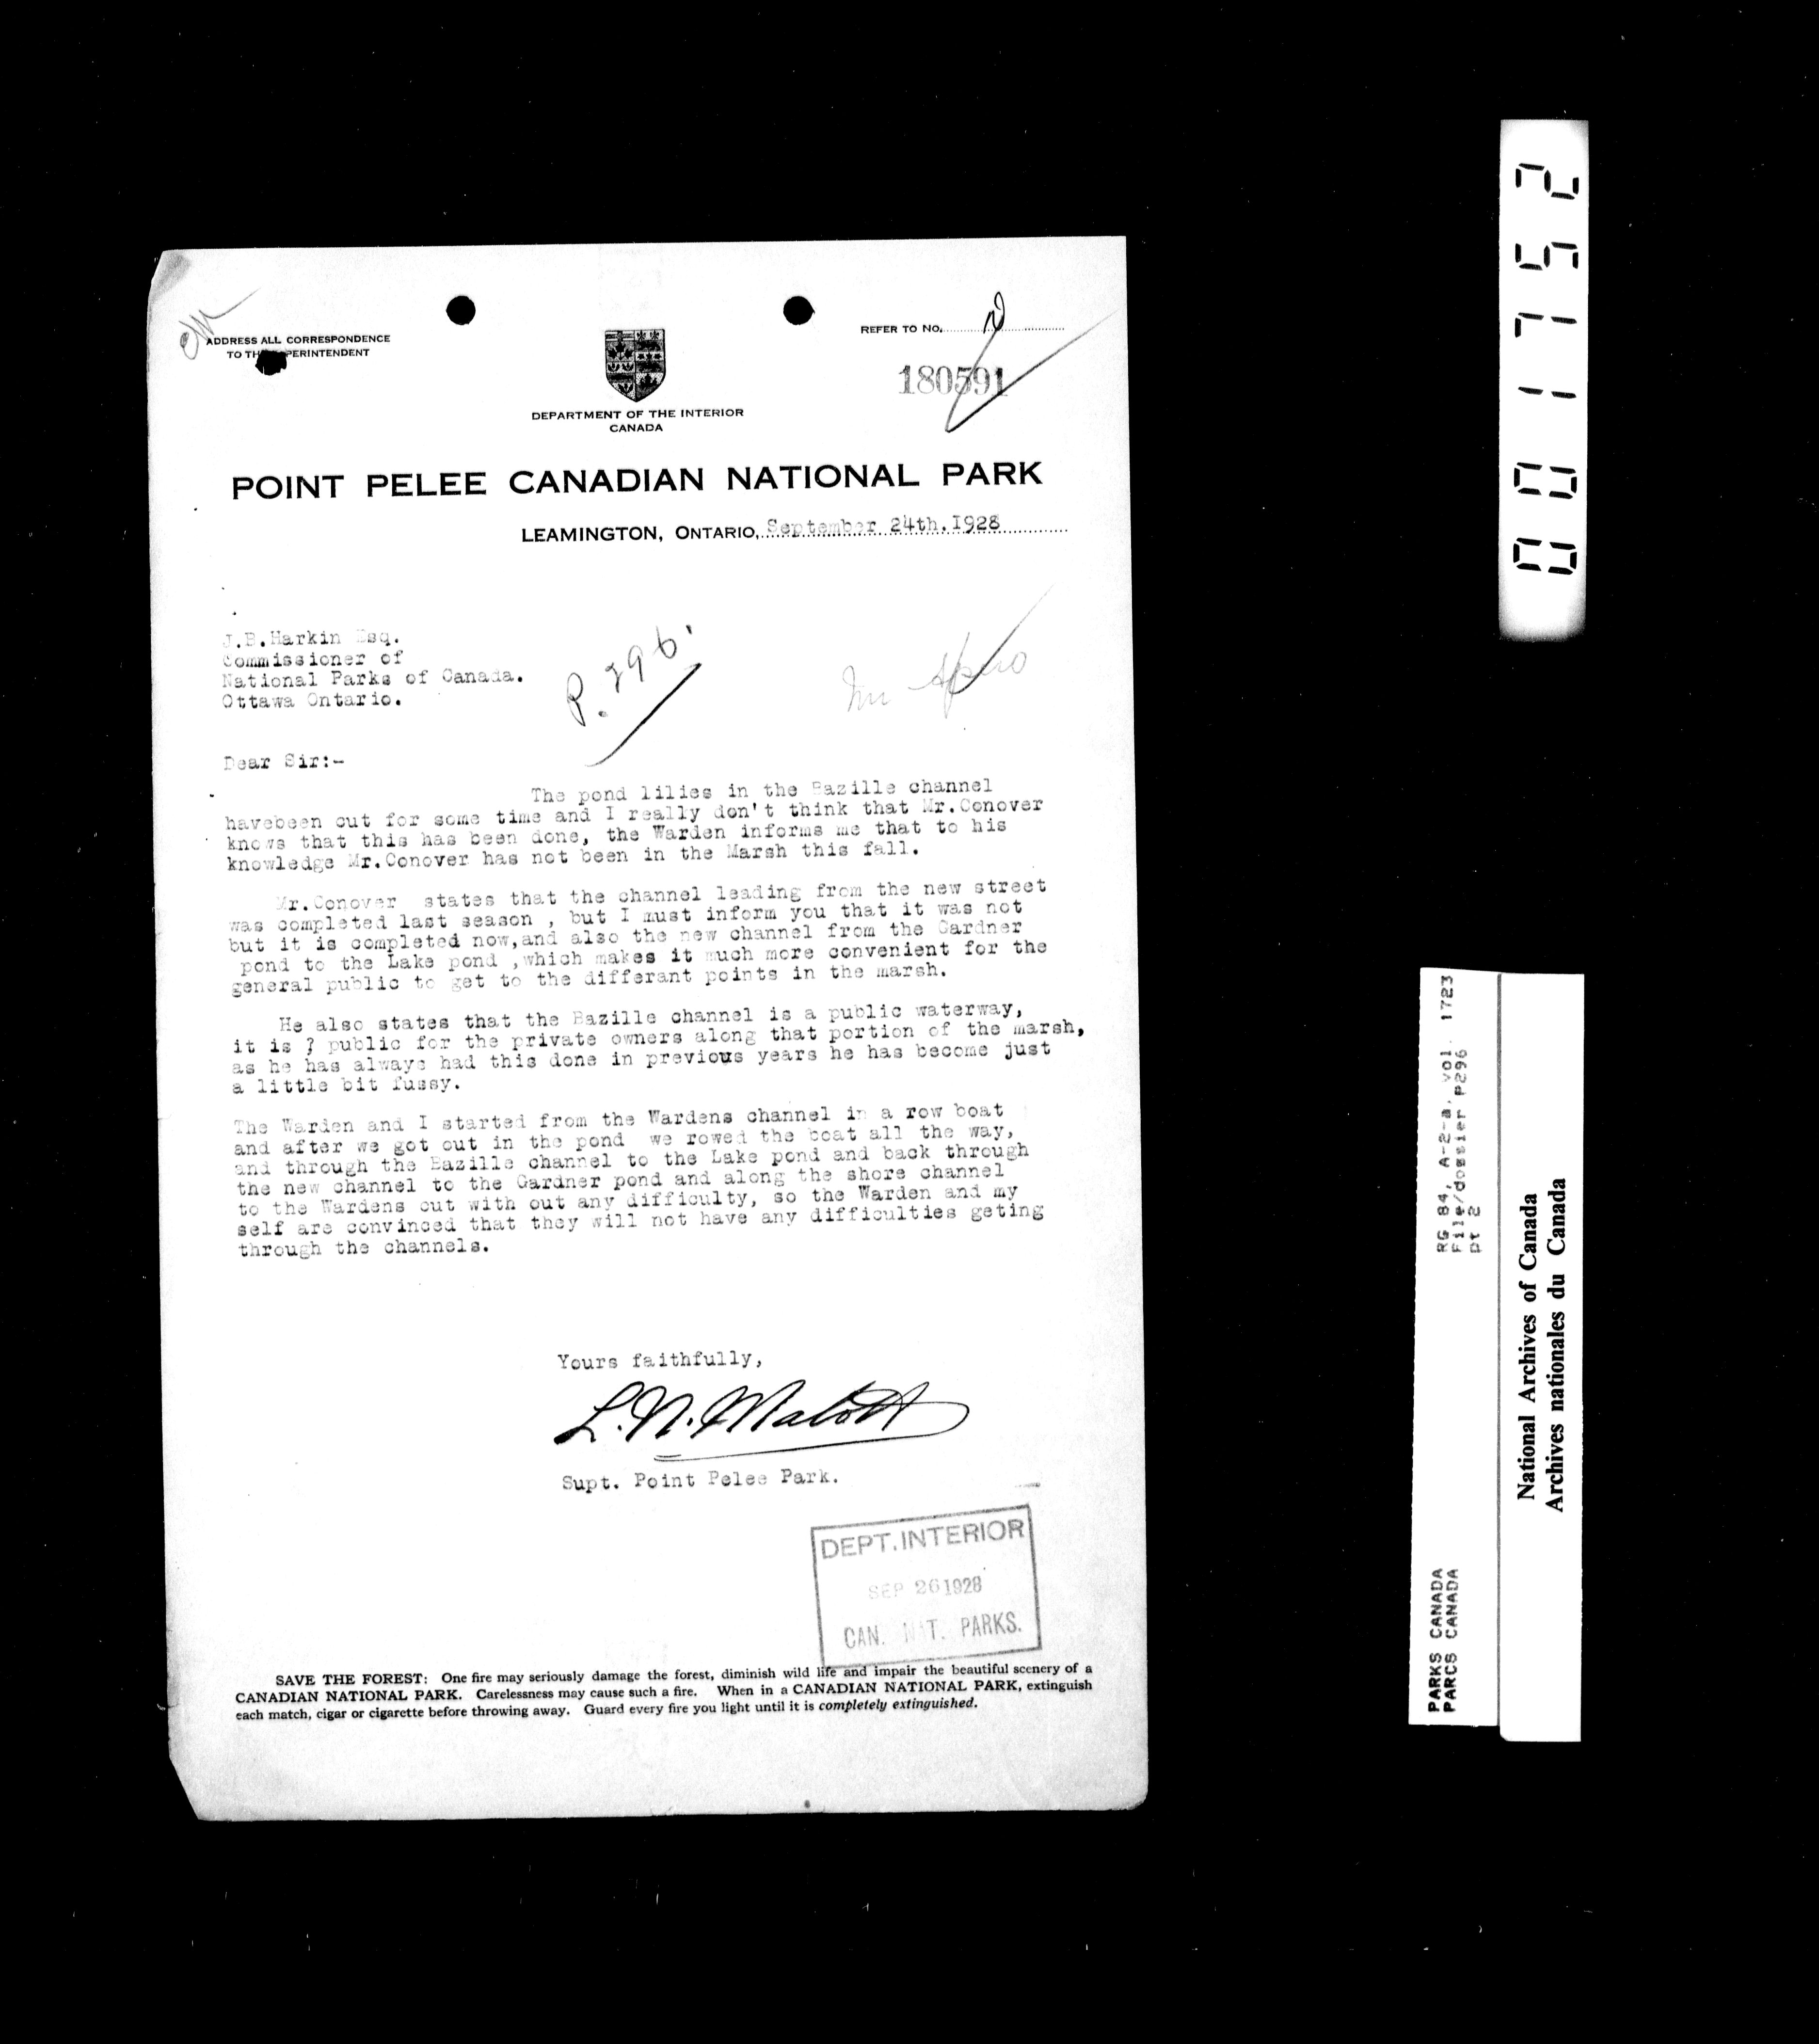 ADDRESS ALL CORRESPONDENCE
TO TH PERINTENDENT
REFER TO NO.
180591
DEPARTMENT OF THE INTERIOR
CANADA
POINT PELEE CANADIAN NATIONAL PARK
LEAMINGTON, ONTARIO, September 24th.I928
J.B.Harkin Esq.
Commissioner of
National Parks of Canada.
Ottawa Ontario.
P. 296.
Dear Sir:-
The pond lilies in the Bazille channel
havebeen cut for some time and I really don't think that Mr.Conover
knows that this has been done, the Warden informs me that to his
knowledge Mr.Conover has not been in the Marsh this fall.
Mr.Conover states that the channel leading from the new street
was completed last season , but I must inform you that it was not
but it is completed now,and also the new channel from the Gardner
pond to the Lake pond ,which makes it much more convenient for the
general public to get to the differant points in the marsh.
He also states that the Bazille channel is a public waterway,
it is ? public for the private owners along that portion of the marsh,
as he has always had this done in previous years he has become just
a little bit fussy.
The Warden and I started from the Wardens channel in a row boat
and after we got out in the pond we rowed the boat all the way,
and through the Bazille channel to the Lake pond and back through
the new channel to the Gardner pond and along the shore channel
to the Wardens cut with out any difficulty, so the Warden and my
self are convinced that they will not have any difficulties geting
through the channels.
Yours faithfully,
L. N. Malott
Supt. Point Pelee Park.
DEPT. INTERIOR
SEP 26 1928
CAN. NAT. PARKS.
SAVE THE FOREST: One fire may seriously damage the forest, diminish wild life and impair the beautiful scenery of a
CANADIAN NATIONAL PARK. Carelessness may cause such a fire. When in a CANADIAN NATIONAL PARK, extinguish
each match, cigar or cigarette before throwing away. Guard every fire you light until it is completely extinguished.
001752
RG 84, A-2-a, vol. 1723
File/dossier P296
pt 2
PARKS CANADA
PARCS CANADA
National Archives of Canada
Archives nationales du Canada